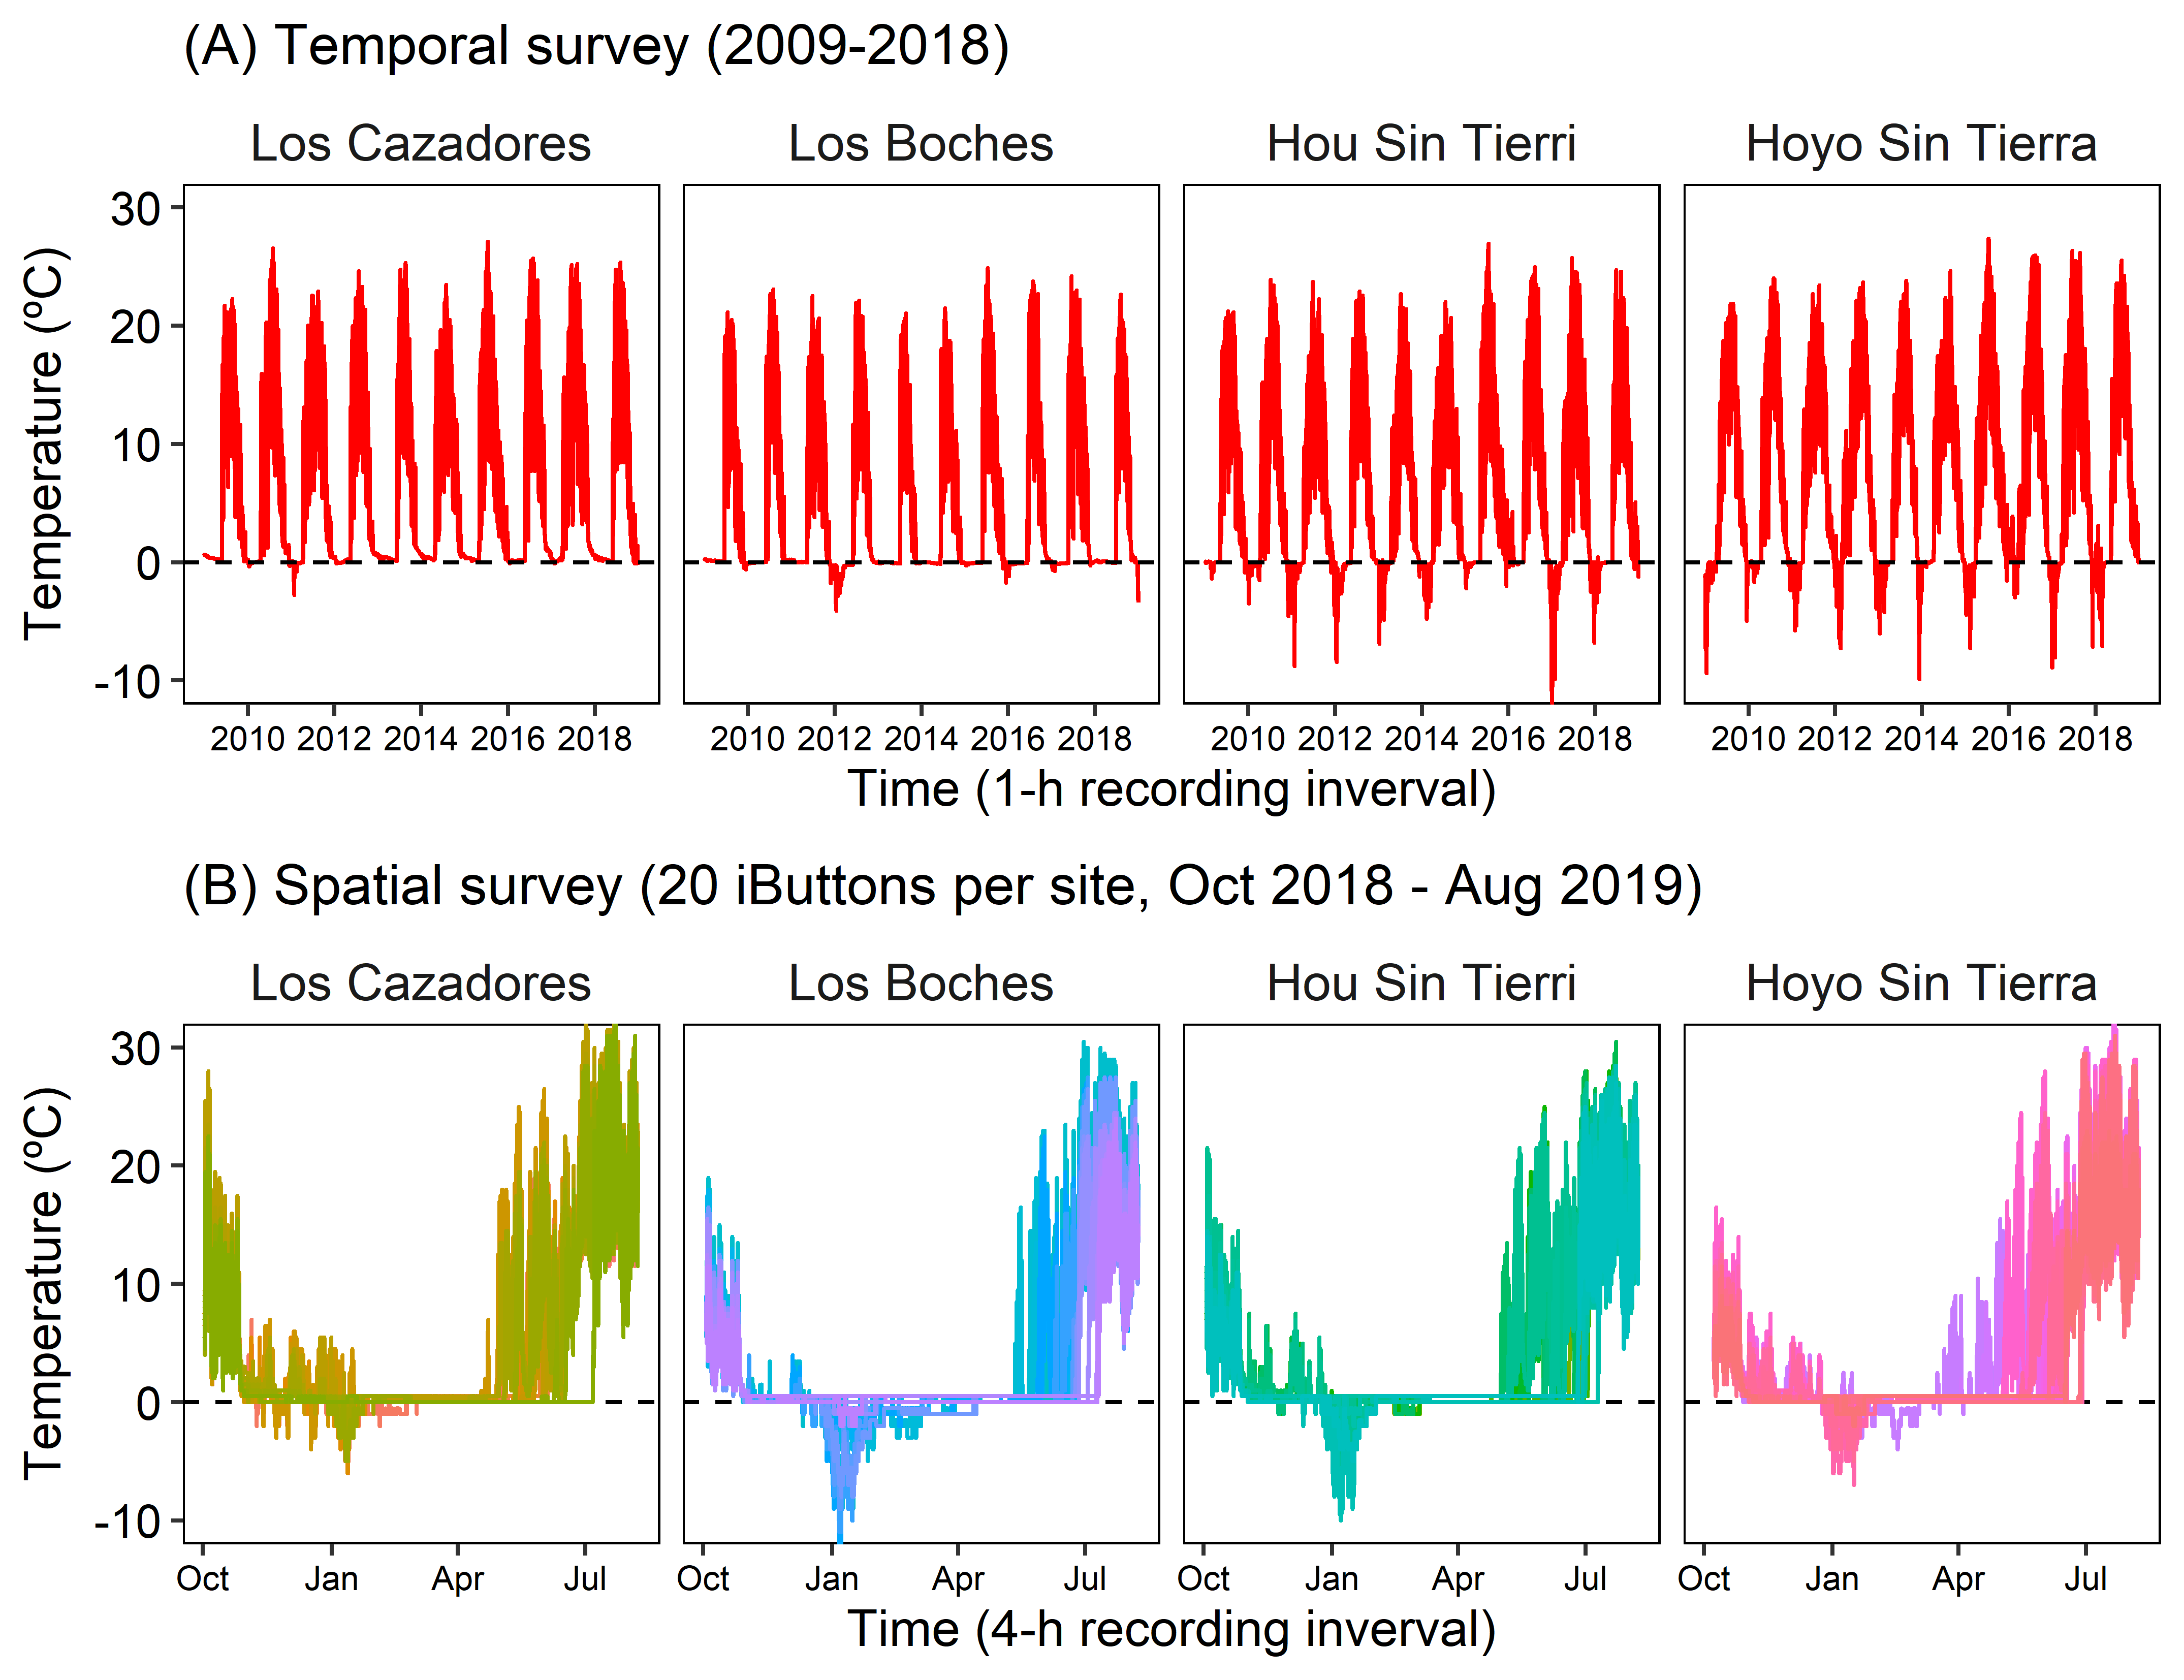 (A) Temporal survey (2009-2018)
Los Cazadores Los Boches Hou Sin Tierri Hoyo Sin Tierra
Temperature (ºC)
30
20
10
0
-10
2010 2012 2014 2016 2018 2010 2012 2014 2016 2018 2010 2012 2014 2016 2018 2010 2012 2014 2016 2018
Time (1-h recording inverval)
(B) Spatial survey (20 iButtons per site, Oct 2018 - Aug 2019)
Los Cazadores Los Boches Hou Sin Tierri Hoyo Sin Tierra
Temperature (ºC)
30
20
10
0
-10
Oct Jan Apr Jul Oct Jan Apr Jul Oct Jan Apr Jul Oct Jan Apr Jul
Time (4-h recording inverval)